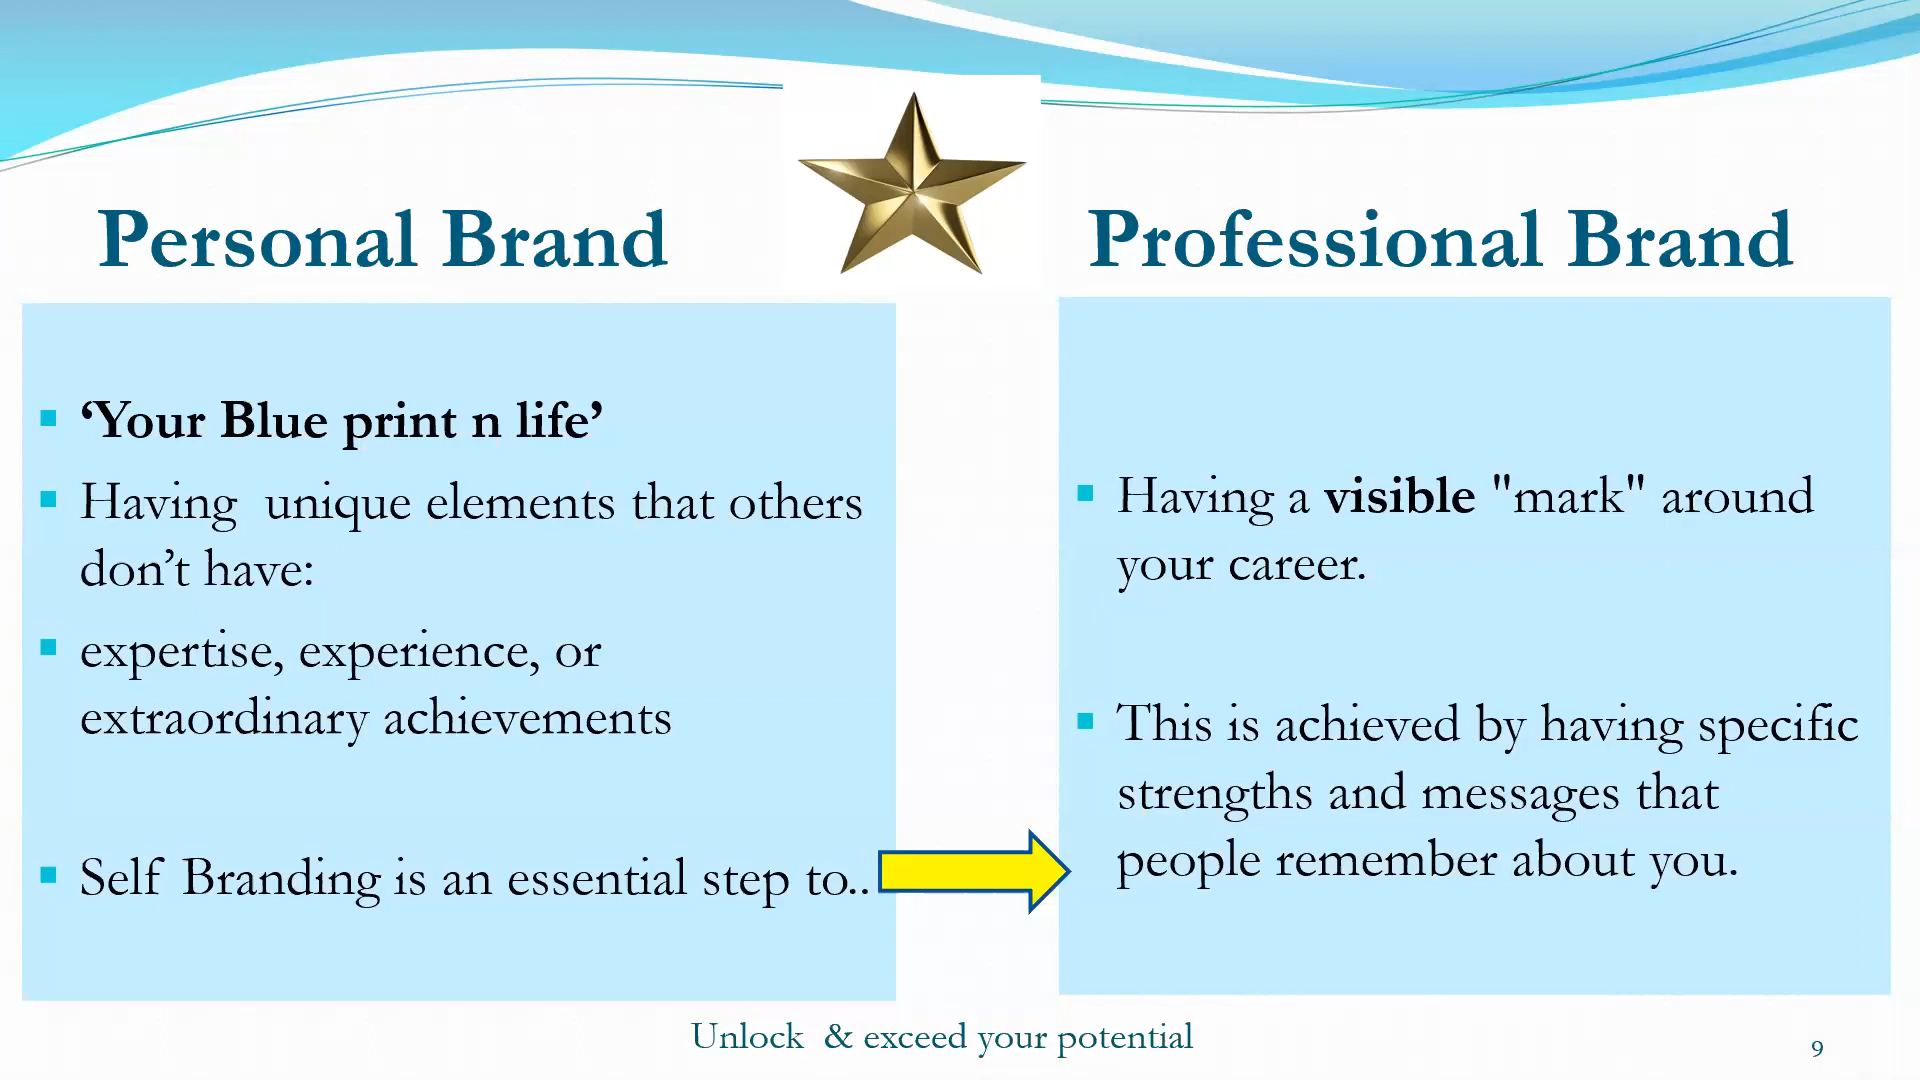 Personal Brand
Professional Brand
‘Your Blue print n life’
Having unique elements that others
don’t have:
expertise, experience, or
extraordinary achievements
Self Branding is an essential step to..
Having a visible "mark" around
your career.
This is achieved by having specific
strengths and messages that
people remember about you.
Unlock & exceed your potential
9